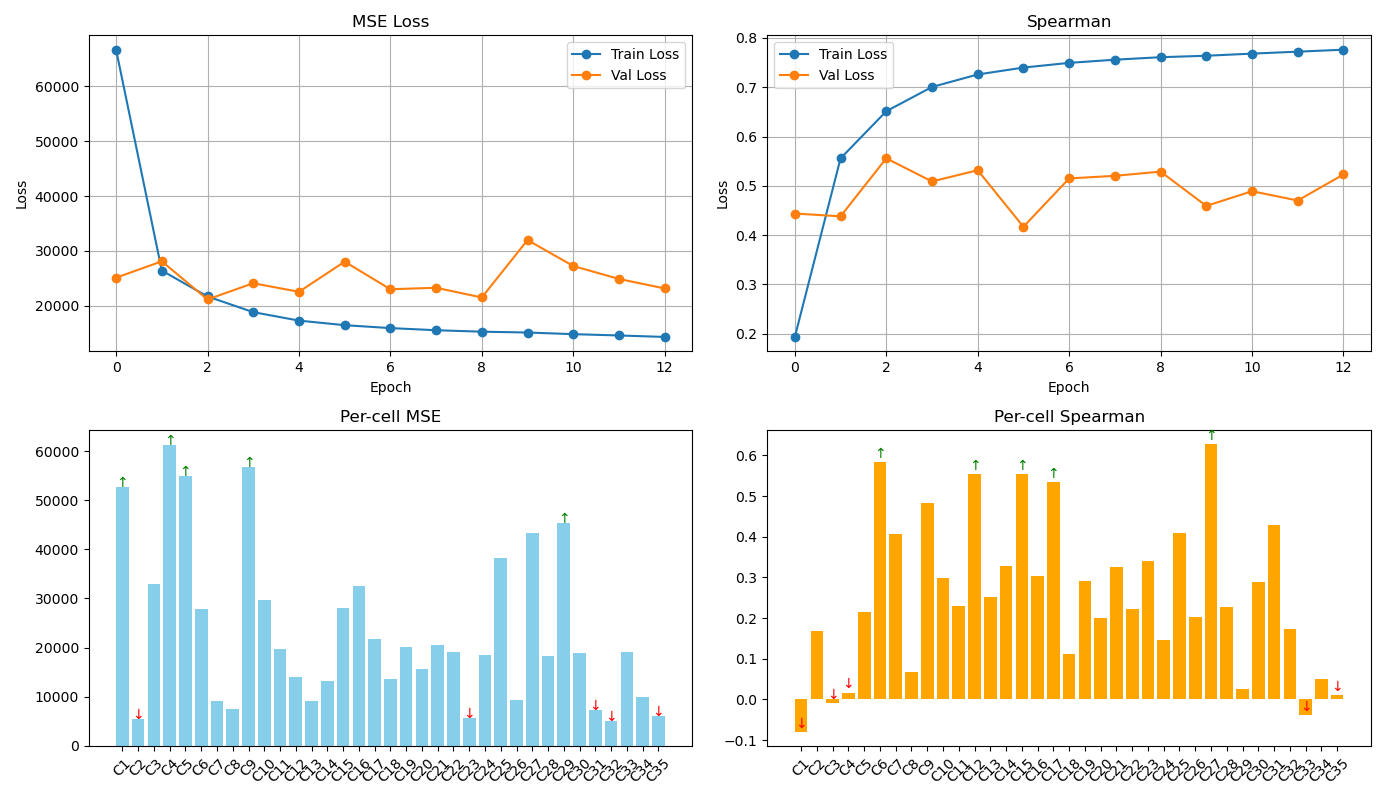 MSE Loss
Train Loss
Val Loss
60000
50000
40000
30000
20000
Loss
0 2 4 6 8 10 12
Epoch
Spearman
Train Loss
Val Loss
0.8
0.7
0.6
0.5
0.4
0.3
0.2
Loss
0 2 4 6 8 10 12
Epoch
Per-cell MSE
60000
50000
40000
30000
20000
10000
0
↑ ↓ ↑ ↑ ↑ ↑ ↓ ↓ ↓ ↓
C1 C2 C3 C4 C5 C6 C7 C8 C9 C10 C11 C12 C13 C14 C15 C16 C17 C18 C19 C20 C21 C22 C23 C24 C25 C26 C27 C28 C29 C30 C31 C32 C33 C34 C35
Per-cell Spearman
0.6
0.5
0.4
0.3
0.2
0.1
0.0
−0.1
↓ ↓ ↓ ↑ ↑ ↑ ↑ ↑ ↓ ↓
C1 C2 C3 C4 C5 C6 C7 C8 C9 C10 C11 C12 C13 C14 C15 C16 C17 C18 C19 C20 C21 C22 C23 C24 C25 C26 C27 C28 C29 C30 C31 C32 C33 C34 C35